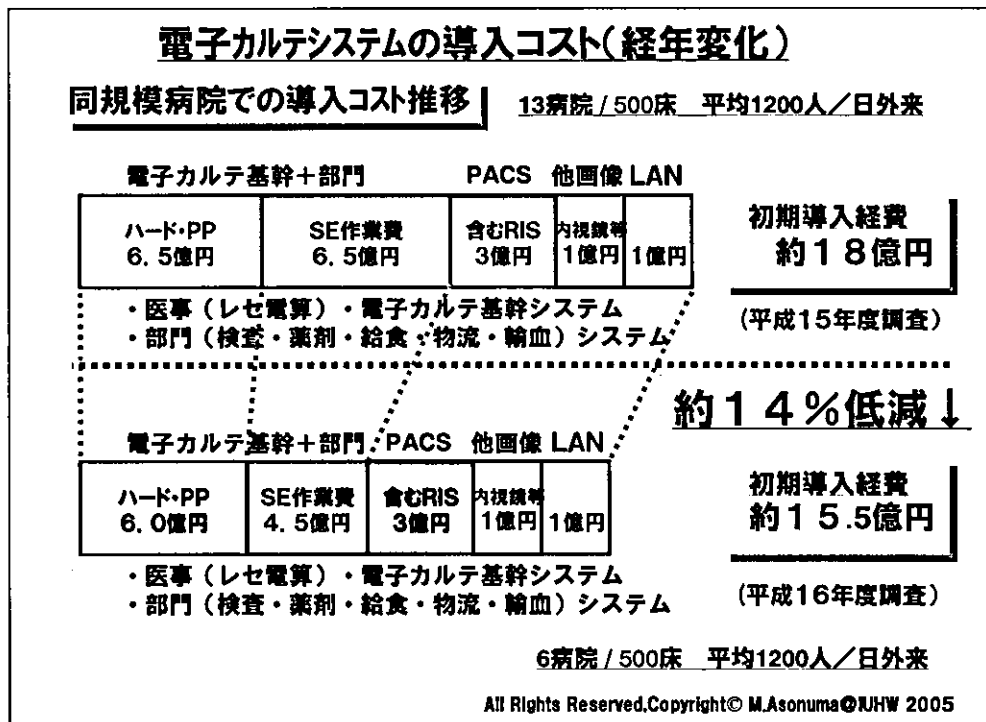 電子カルテシステムの導入コスト(経年変化)
同規模病院での導入コスト推移
13病院/500床 平均1200人/日外来
電子カルテ基幹+部門 PACS 他画像 LAN
ハード・PP SE作業費 含むRIS 内視鏡等
6.5億円 6.5億円 3億円 1億円 1億円
初期導入経費
約18億円
・医事(レセ電算)・電子カルテ基幹システム
・部門(検査・薬剤・給食・物流・輸血)システム
(平成15年度調査)
約14%低減↓
電子カルテ基幹+部門 PACS 他画像 LAN
ハード・PP SE作業費 含むRIS 内視鏡等
6.0億円 4.5億円 3億円 1億円 1億円
初期導入経費
約15.5億円
・医事(レセ電算)・電子カルテ基幹システム
・部門(検査・薬剤・給食・物流・輸血)システム
(平成16年度調査)
6病院/500床 平均1200人/日外来
All Rights Reserved,Copyright© M.Asonuma@IUHW 2005